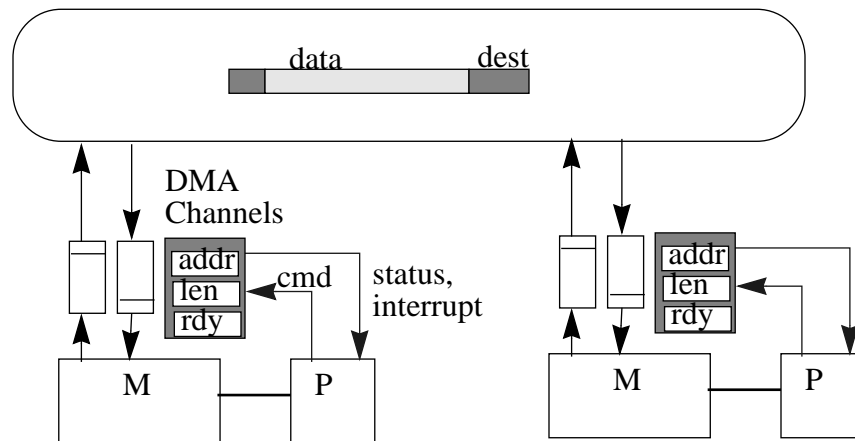 data dest
DMA
Channels
addr
len
rdy
cmd
status,
interrupt
M
P
addr
len
rdy
M
P